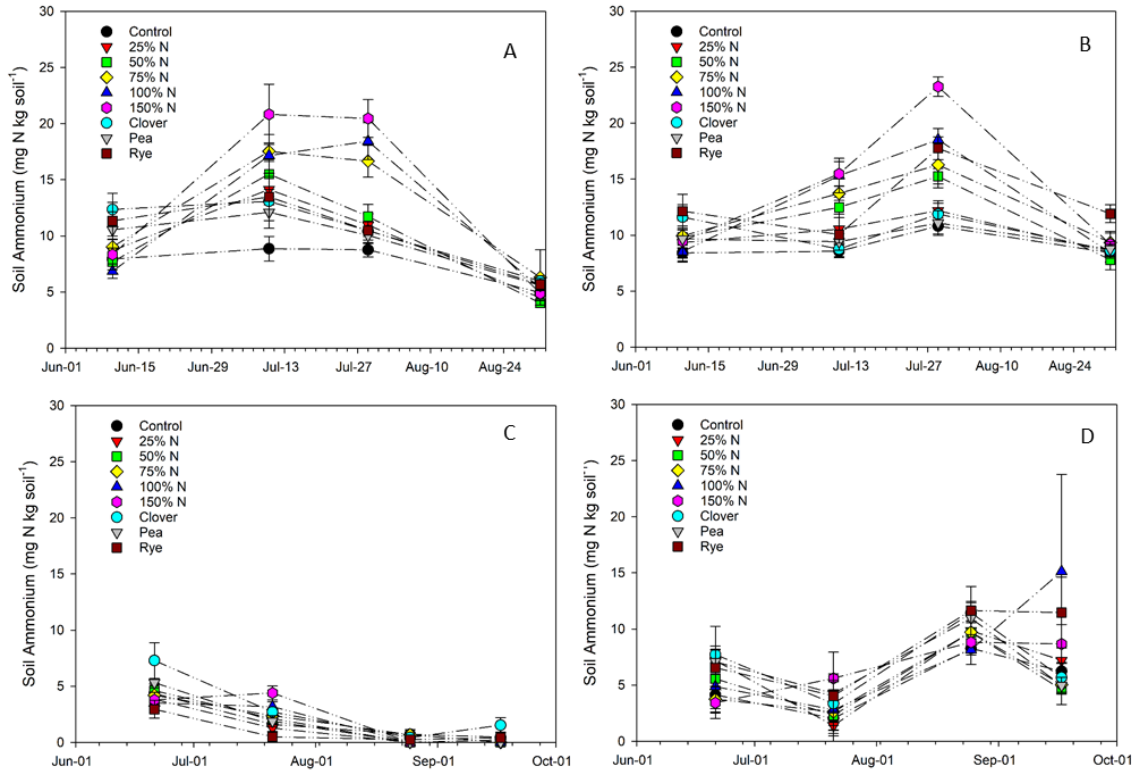 A
Soil Ammonium (mg N kg soil⁻¹)
30
25
20
15
10
5
0
Control
25% N
50% N
75% N
100% N
150% N
Clover
Pea
Rye
Jun-01 Jun-15 Jun-29 Jul-13 Jul-27 Aug-10 Aug-24
B
Soil Ammonium (mg N kg soil⁻¹)
30
25
20
15
10
5
0
Control
25% N
50% N
75% N
100% N
150% N
Clover
Pea
Rye
Jun-01 Jun-15 Jun-29 Jul-13 Jul-27 Aug-10 Aug-24
C
Soil Ammonium (mg N kg soil⁻¹)
30
25
20
15
10
5
0
Control
25% N
50% N
75% N
100% N
150% N
Clover
Pea
Rye
Jun-01 Jul-01 Aug-01 Sep-01 Oct-01
D
Soil Ammonium (mg N kg soil⁻¹)
30
25
20
15
10
5
0
Control
25% N
50% N
75% N
100% N
150% N
Clover
Pea
Rye
Jun-01 Jul-01 Aug-01 Sep-01 Oct-01